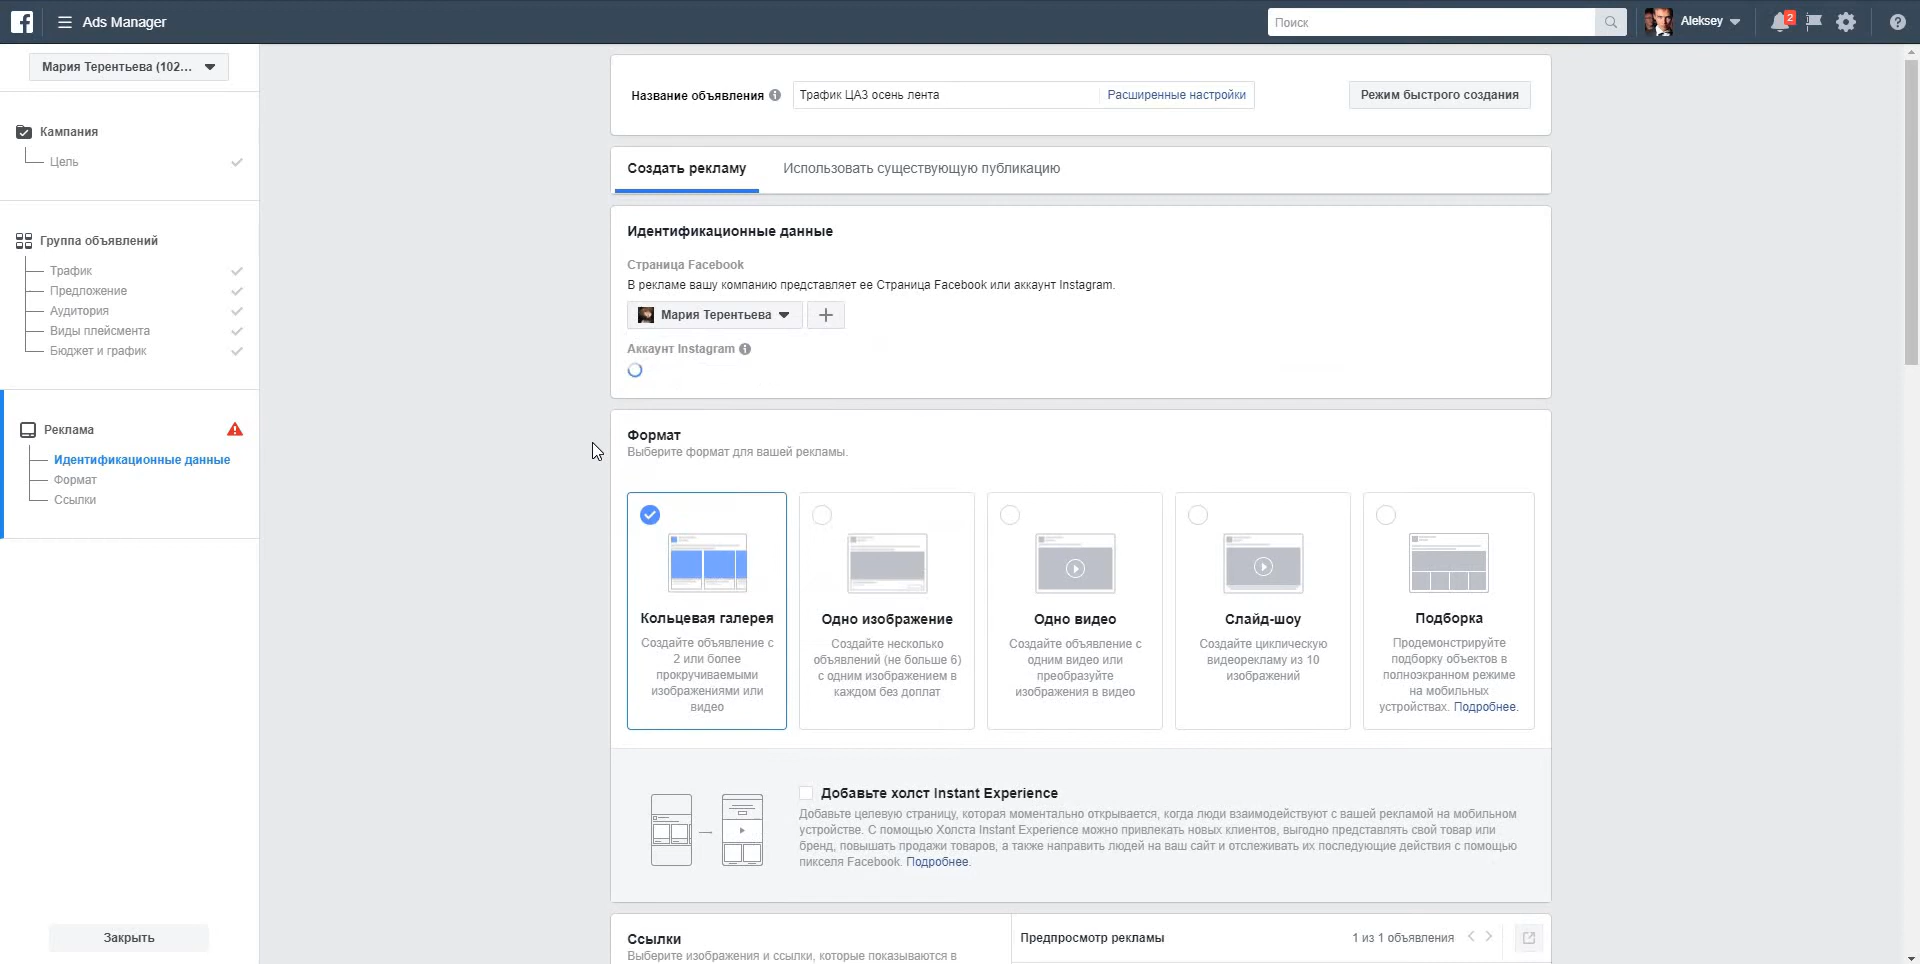 Ads Manager
Поиск
Aleksey
2
Мария Терентьева (102...
Кампания
Цель
Группа объявлений
Трафик
Предложение
Аудитория
Виды плейсмента
Бюджет и график
Реклама
Идентификационные данные
Формат
Ссылки
Закрыть
Название объявления
Трафик ЦАЗ осень лента
Расширенные настройки
Режим быстрого создания
Создать рекламу
Использовать существующую публикацию
Идентификационные данные
Страница Facebook
В рекламе вашу компанию представляет ее Страница Facebook или аккаунт Instagram.
Мария Терентьева
Аккаунт Instagram
Формат
Выберите формат для вашей рекламы.
Кольцевая галерея
Создайте объявление с
2 или более
прокручиваемыми
изображениями или
видео
Одно изображение
Создайте несколько
объявлений (не больше 6)
с одним изображением в
каждом без доплат
Одно видео
Создайте объявление с
одним видео или
преобразуйте
изображения в видео
Слайд-шоу
Создайте циклическую
видеорекламу из 10
изображений
Подборка
Продемонстрируйте
подборку объектов в
полноэкранном режиме
на мобильных
устройствах. Подробнее.
Добавьте холст Instant Experience
Добавьте целевую страницу, которая моментально открывается, когда люди взаимодействуют с вашей рекламой на мобильном
устройстве. С помощью Холста Instant Experience можно привлекать новых клиентов, выгодно представлять свой товар или
бренд, повышать продажи товаров, а также направить людей на ваш сайт и отслеживать их последующие действия с помощью
пикселя Facebook. Подробнее.
Ссылки
Выберите изображения и ссылки, которые показываются в
Предпросмотр рекламы
1 из 1 объявления